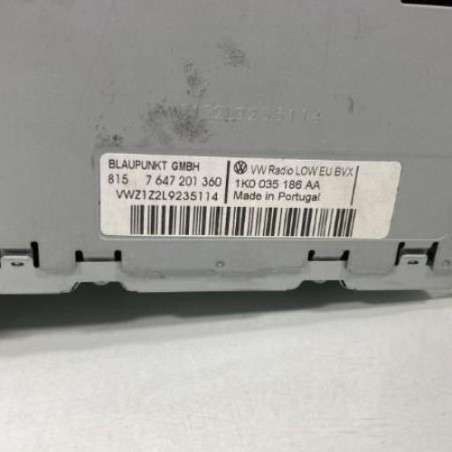 VWZ1Z2L9235114
BLAUPUNKT GMBH
815 7 647 201 360
VWZ1Z2L9235114
VW Radio LOW EU BVX
1K0 035 186 AA
Made in Portugal